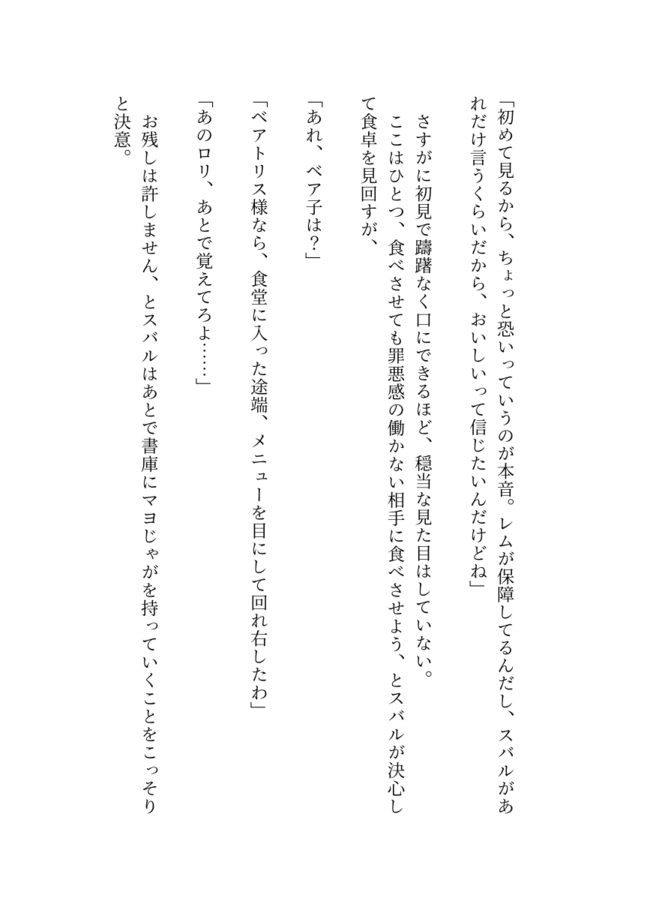 「初めて見るから、ちょっと恐いっていうのが本音。レムが保障してるんだし、スバルがあ
れだけ言うくらいだから、おいしいって信じたいんだけどね」
さすがに初見で躊躇なく口にできるほど、穏当な見た目はしていない。
ここはひとつ、食べさせても罪悪感の働かない相手に食べさせよう、とスバルが決心し
て食卓を見回すが、
「あれ、ベア子は？」
「ベアトリス様なら、食堂に入った途端、メニューを目にして回れ右したわ」
「あのロリ、あとで覚えてろよ……」
お残しは許しません、とスバルはあとで書庫にマヨじゃがを持っていくことをこっそり
と決意。